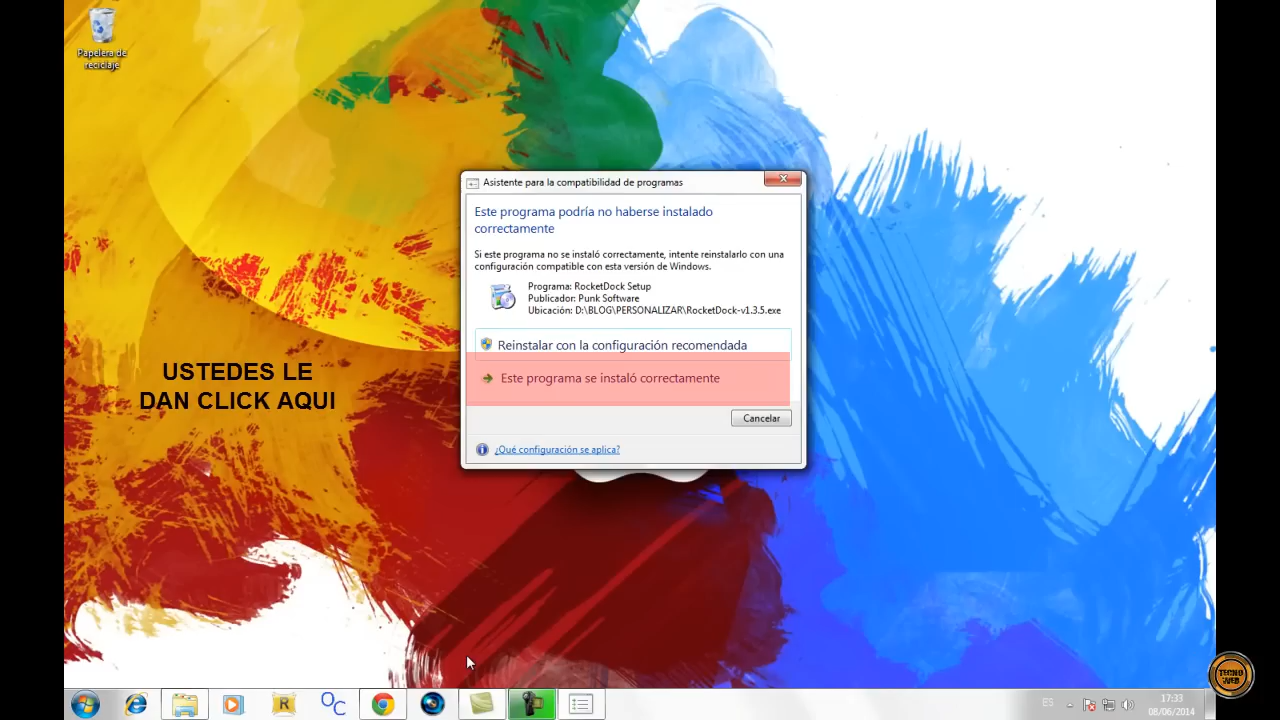 Papelera de
reciclaje
Asistente para la compatibilidad de programas
Este programa podría no haberse instalado
correctamente
Si este programa no se instaló correctamente, intente reinstalarlo con una
configuración compatible con esta versión de Windows.
Programa: RocketDock Setup
Publicador: Punk Software
Ubicación: D:\BLOG\PERSONALIZAR\RocketDock-v1.3.5.exe
Reinstalar con la configuración recomendada
Este programa se instaló correctamente
Cancelar
¿Qué configuración se aplica?
USTEDES LE
DAN CLICK AQUI
R
OC
ES
17:33
08/06/2014
TECNO
WEB